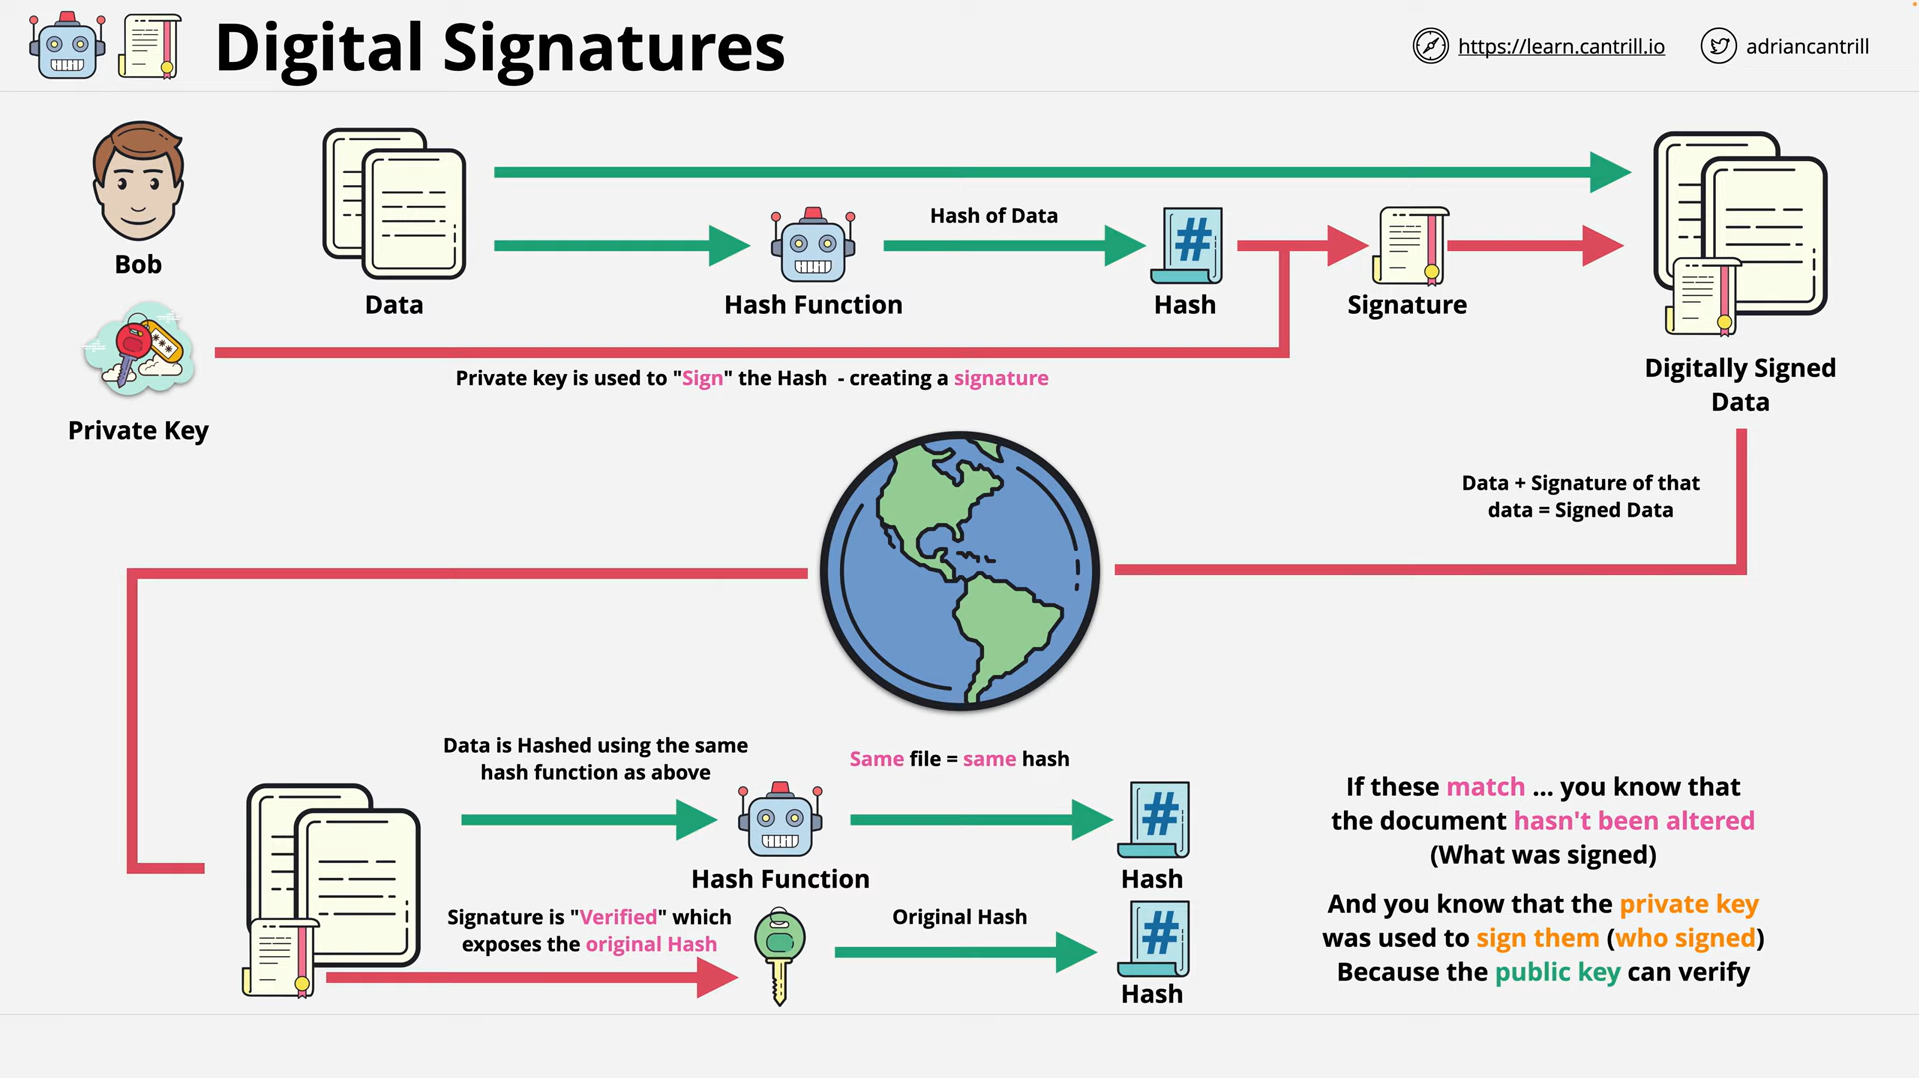 Digital Signatures
https://learn.cantrill.io
adriancantrill
Bob
Data
Hash Function
Hash of Data
#
Hash
Signature
Private key is used to "Sign" the Hash - creating a signature
Private Key
***
Digitally Signed
Data
Data + Signature of that
data = Signed Data
Data is Hashed using the same
hash function as above
Same file = same hash
Hash Function
#
Hash
Signature is "Verified" which
exposes the original Hash
Original Hash
#
Hash
If these match ... you know that
the document hasn't been altered
(What was signed)
And you know that the private key
was used to sign them (who signed)
Because the public key can verify